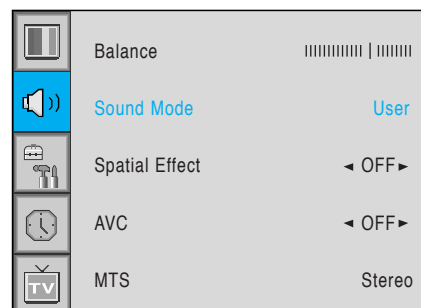 Balance
Sound Mode User
Spatial Effect ◄ OFF ►
AVC ◄ OFF ►
MTS Stereo
TV